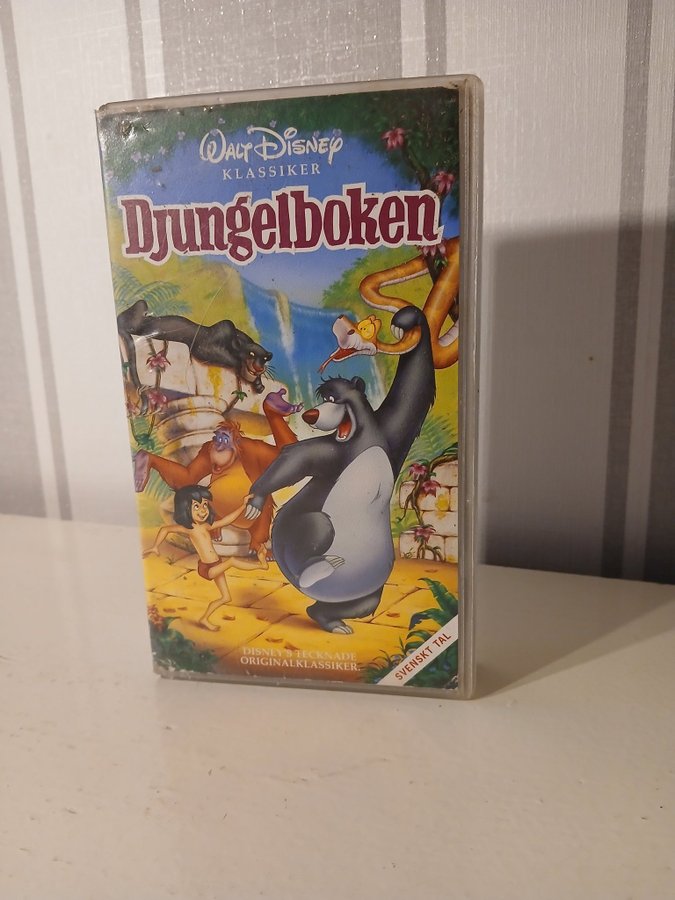 Walt Disney
KLASSIKER
Djungelboken
DISNEY'S TECKNADE
ORIGINALKLASSIKER.
SVENSKT TAL